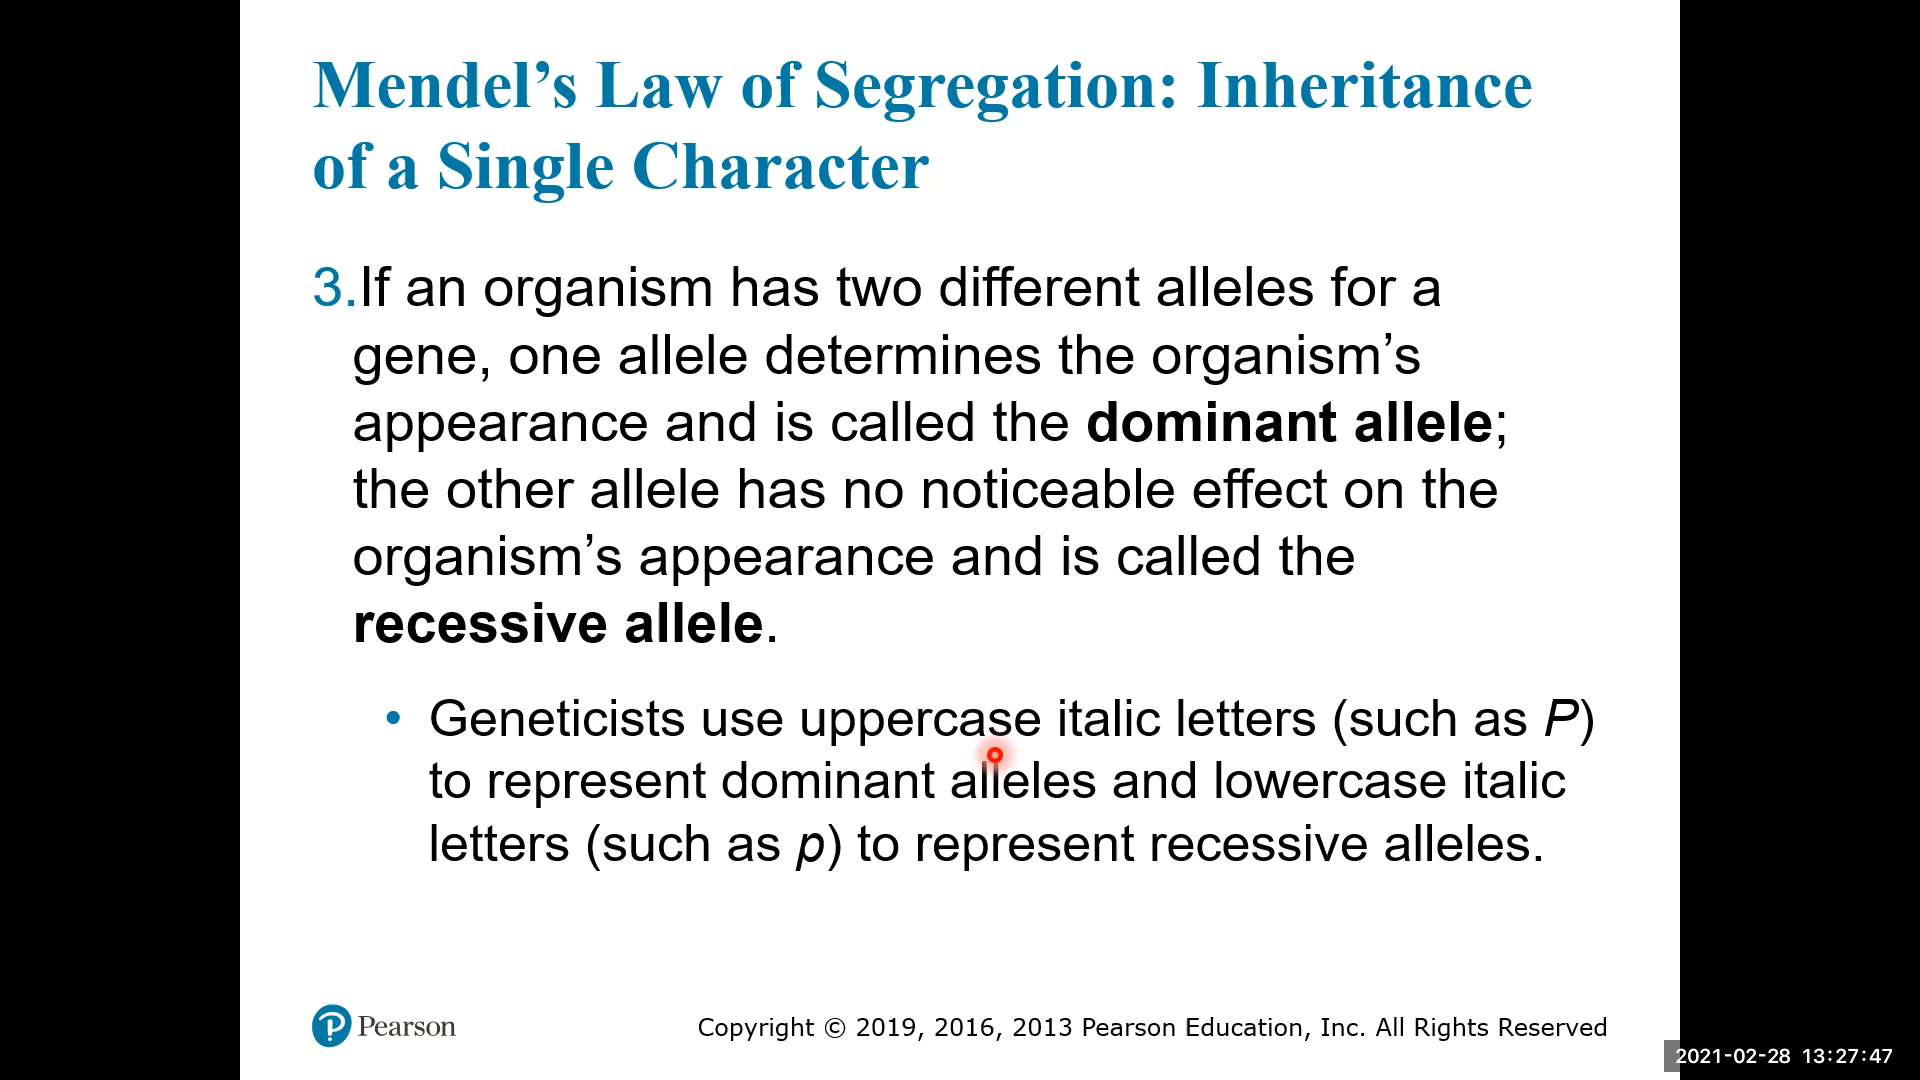 Mendel’s Law of Segregation: Inheritance
of a Single Character
3.If an organism has two different alleles for a
gene, one allele determines the organism’s
appearance and is called the dominant allele;
the other allele has no noticeable effect on the
organism’s appearance and is called the
recessive allele.
• Geneticists use uppercase italic letters (such as P)
to represent dominant alleles and lowercase italic
letters (such as p) to represent recessive alleles.
Pearson
Copyright © 2019, 2016, 2013 Pearson Education, Inc. All Rights Reserved
2021-02-28 13:27:47